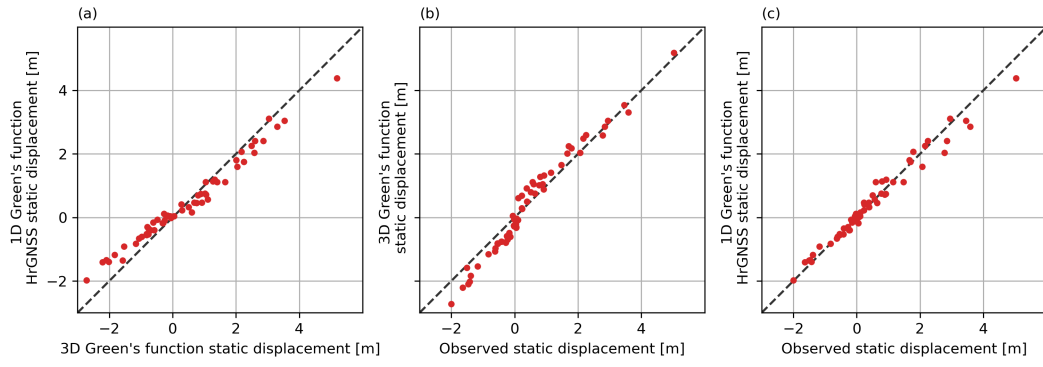 (a)
1D Green's function
HrGNSS static displacement [m]
4
2
0
−2
−2
0
2
4
3D Green's function static displacement [m]
(b)
3D Green's function
static displacement [m]
−2
0
2
4
Observed static displacement [m]
(c)
1D Green's function
HrGNSS static displacement [m]
−2
0
2
4
Observed static displacement [m]